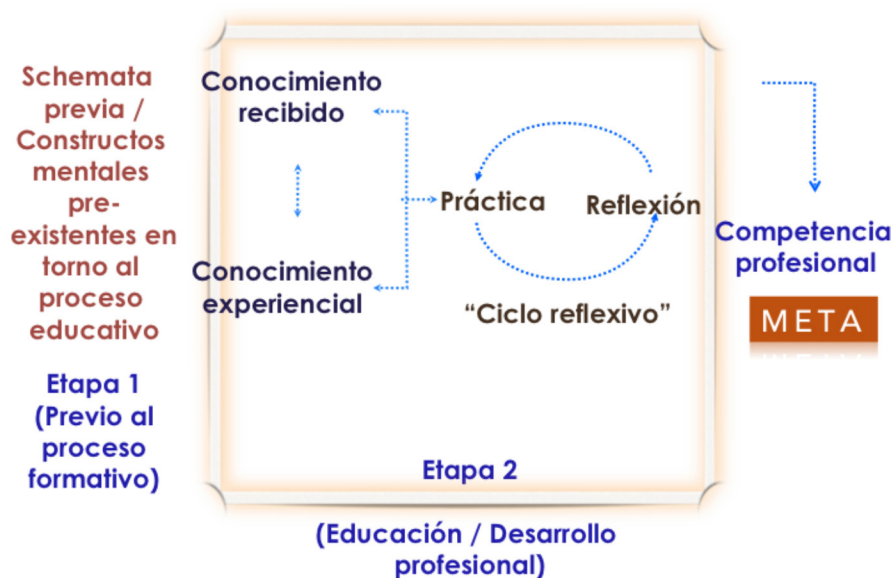 Schemata
previa /
Constructos
mentales
pre-
existentes en
torno al
proceso
educativo
Etapa 1
(Previo al
proceso
formativo)
Conocimiento
recibido
Conocimiento
experiencial
Práctica
Reflexión
“Ciclo reflexivo”
Etapa 2
(Educación / Desarrollo
profesional)
Competencia
profesional
META